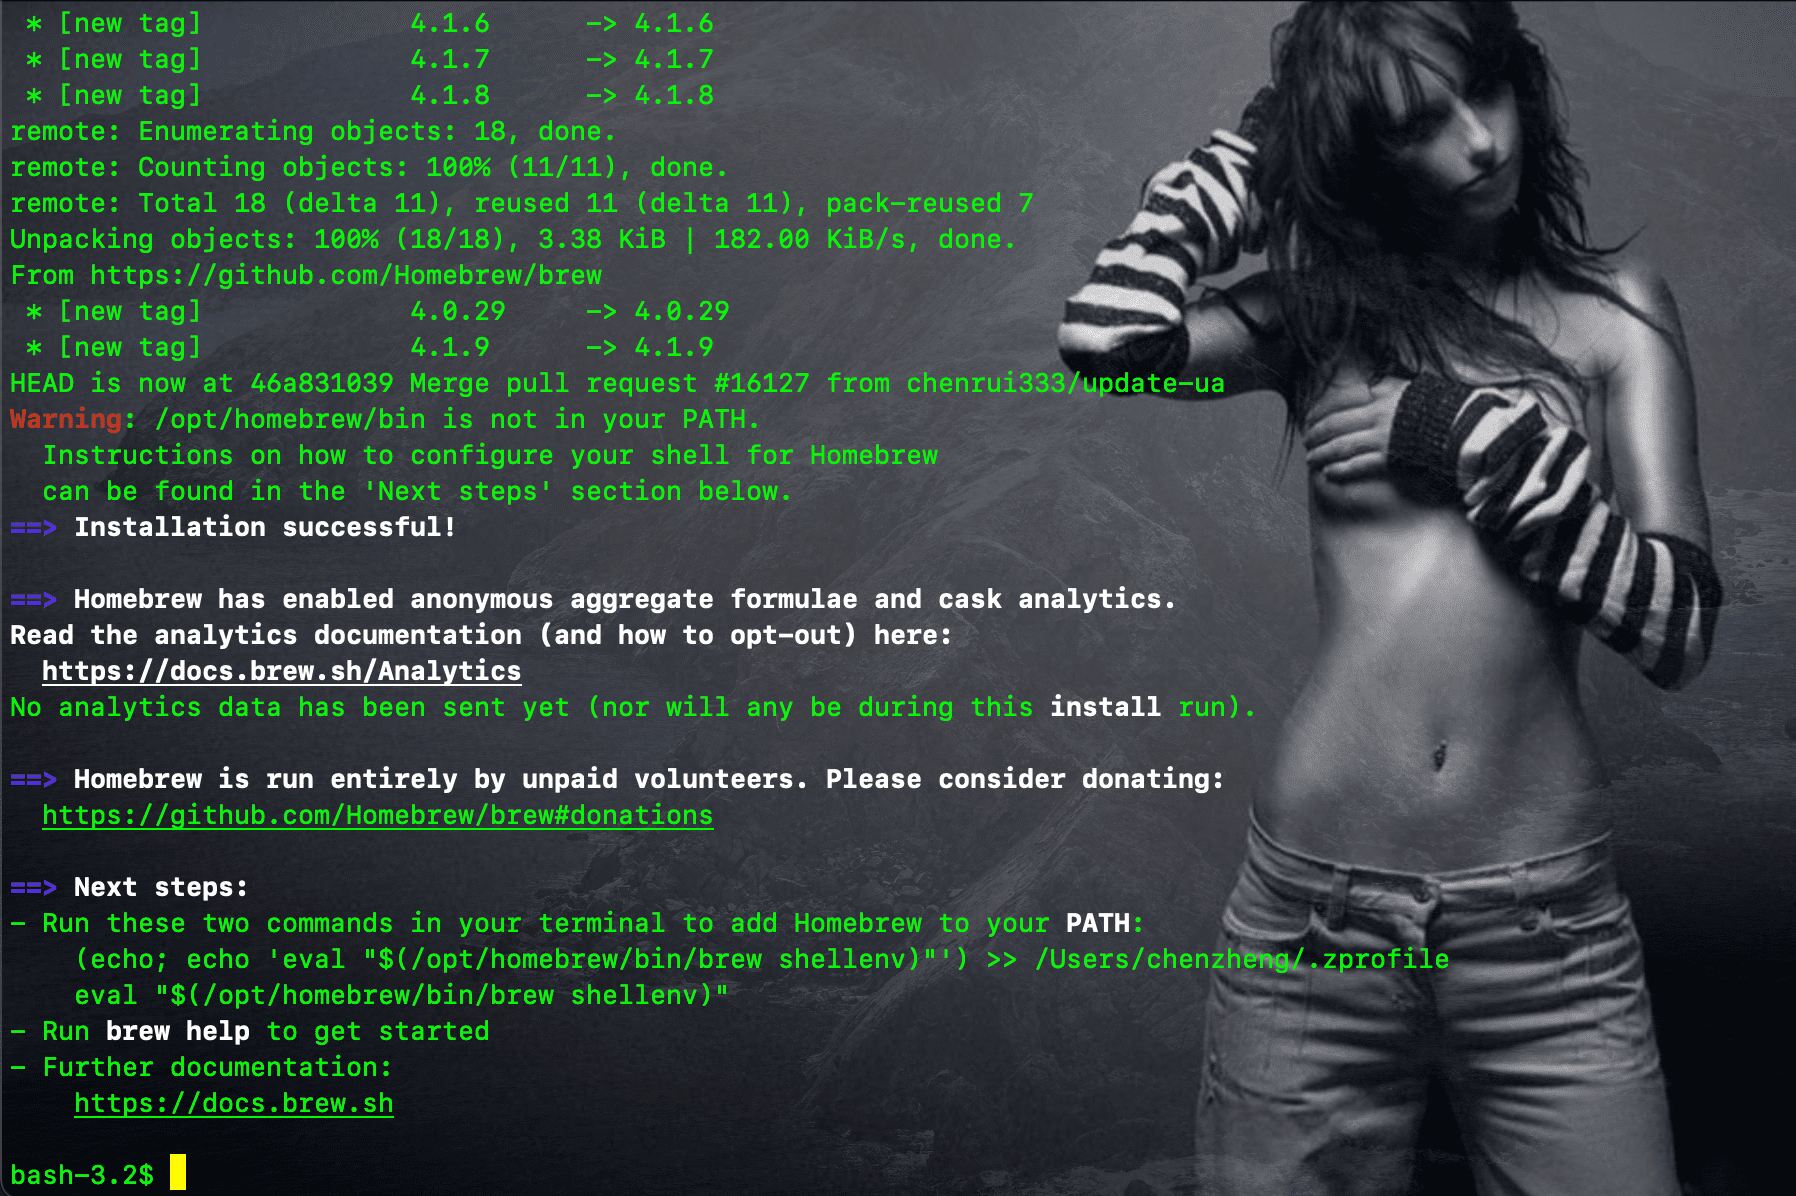 * [new tag] 4.1.6 -> 4.1.6
* [new tag] 4.1.7 -> 4.1.7
* [new tag] 4.1.8 -> 4.1.8
remote: Enumerating objects: 18, done.
remote: Counting objects: 100% (11/11), done.
remote: Total 18 (delta 11), reused 11 (delta 11), pack-reused 7
Unpacking objects: 100% (18/18), 3.38 KiB | 182.00 KiB/s, done.
From https://github.com/Homebrew/brew
* [new tag] 4.0.29 -> 4.0.29
* [new tag] 4.1.9 -> 4.1.9
HEAD is now at 46a831039 Merge pull request #16127 from chenrui333/update-ua
Warning: /opt/homebrew/bin is not in your PATH.
Instructions on how to configure your shell for Homebrew
can be found in the 'Next steps' section below.
==> Installation successful!
==> Homebrew has enabled anonymous aggregate formulae and cask analytics.
Read the analytics documentation (and how to opt-out) here:
https://docs.brew.sh/Analytics
No analytics data has been sent yet (nor will any be during this install run).
==> Homebrew is run entirely by unpaid volunteers. Please consider donating:
https://github.com/Homebrew/brew#donations
==> Next steps:
- Run these two commands in your terminal to add Homebrew to your PATH:
(echo; echo 'eval "$(/opt/homebrew/bin/brew shellenv)"') >> /Users/chenzheng/.zprofile
eval "$(/opt/homebrew/bin/brew shellenv)"
- Run brew help to get started
- Further documentation:
https://docs.brew.sh
bash-3.2$